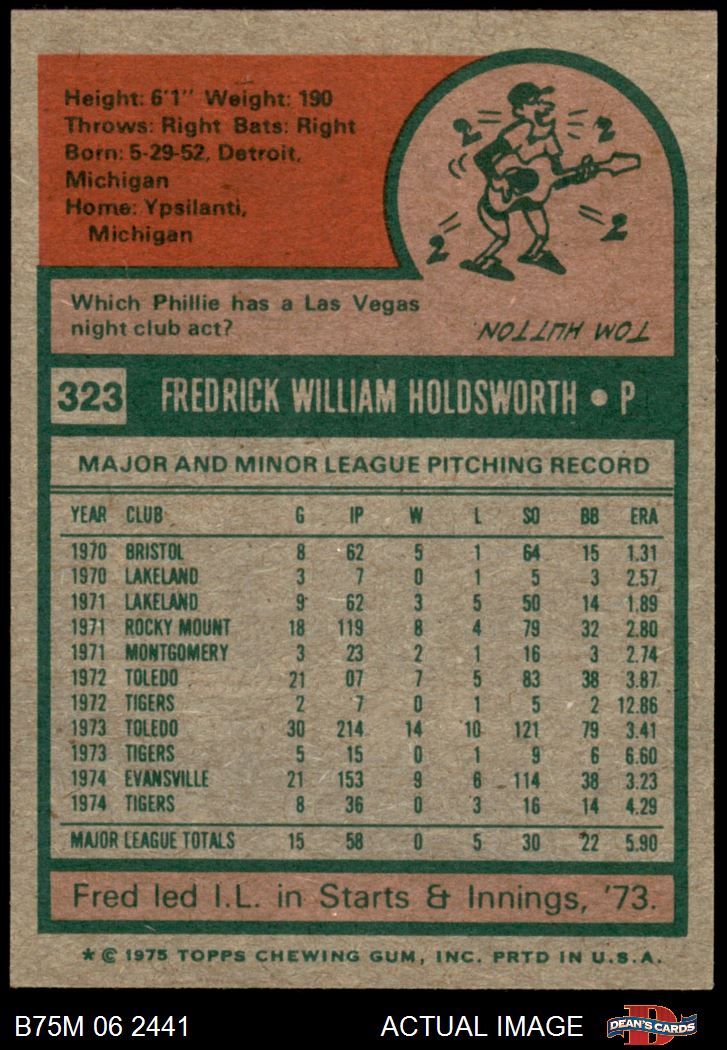 Height: 6'1" Weight: 190
Throws: Right Bats: Right
Born: 5-29-52, Detroit,
Michigan
Home: Ypsilanti,
Michigan
2 2
2 2
Which Phillie has a Las Vegas
night club act?
TOM HUTTON
323 FREDRICK WILLIAM HOLDSWORTH • P
MAJOR AND MINOR LEAGUE PITCHING RECORD
YEAR CLUB G IP W L SO BB ERA
1970 BRISTOL 8 62 5 1 64 15 1.31
1970 LAKELAND 3 7 0 1 5 3 2.57
1971 LAKELAND 9 62 3 5 50 14 1.89
1971 ROCKY MOUNT 18 119 8 4 79 32 2.80
1971 MONTGOMERY 3 23 2 1 16 3 2.74
1972 TOLEDO 21 07 7 5 83 38 3.87
1972 TIGERS 2 7 0 1 5 2 12.86
1973 TOLEDO 30 214 14 10 121 79 3.41
1973 TIGERS 5 15 0 1 9 6 6.60
1974 EVANSVILLE 21 153 9 6 114 38 3.23
1974 TIGERS 8 36 0 3 16 14 4.29
MAJOR LEAGUE TOTALS 15 58 0 5 30 22 5.90
Fred led I.L. in Starts & Innings, '73.
* © 1975 TOPPS CHEWING GUM, INC. PRTD IN U.S.A.
B75M 06 2441 ACTUAL IMAGE D DEAN'S CARDS